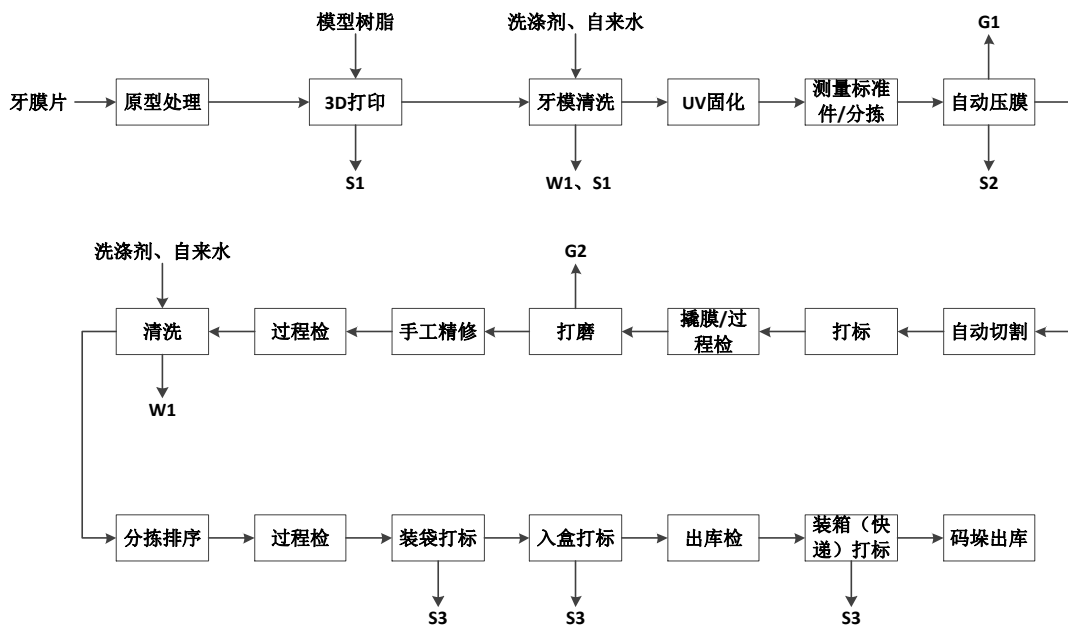 模型树脂
洗涤剂、自来水
G1
牙膜片
原型处理
3D打印
牙模清洗
UV固化
测量标准
件/分拣
自动压膜
S1
W1、S1
S2
洗涤剂、自来水
G2
清洗
过程检
手工精修
打磨
撬膜/过
程检
打标
自动切割
W1
分拣排序
过程检
装袋打标
入盒打标
出库检
装箱（快
递）打标
码垛出库
S3
S3
S3